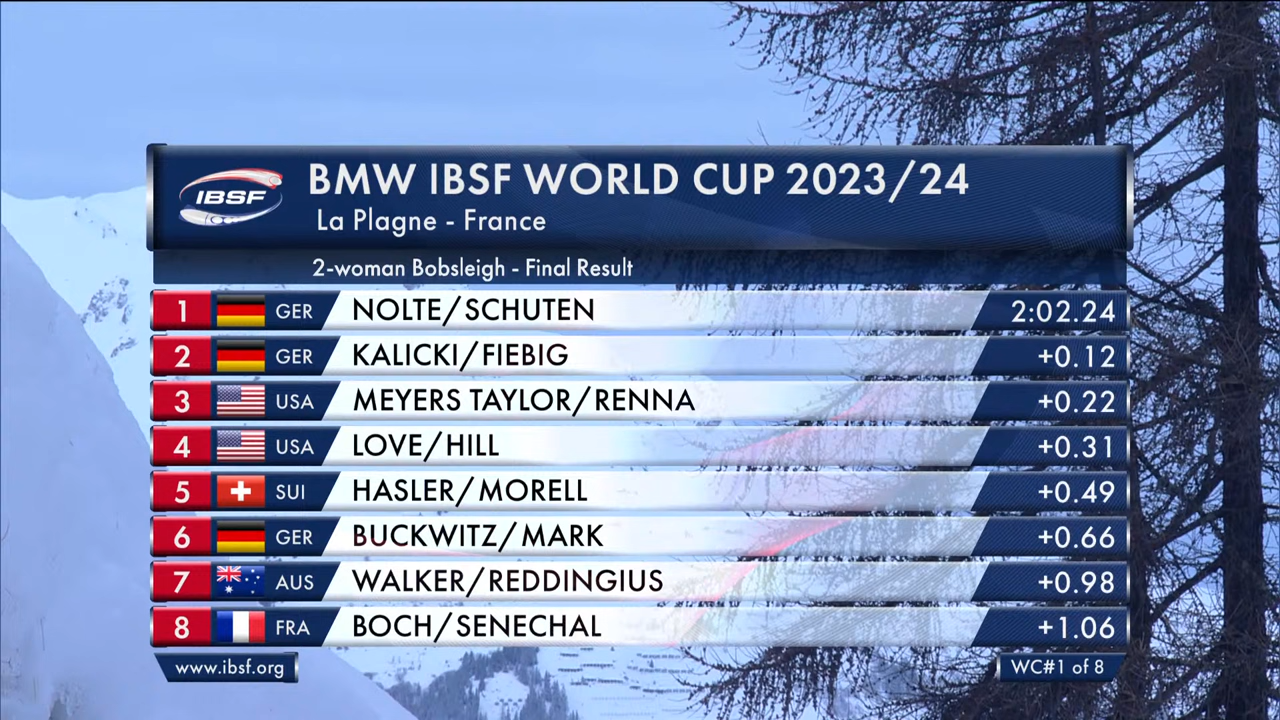 IBSF
BMW IBSF WORLD CUP 2023/24
La Plagne - France
2-woman Bobsleigh - Final Result
1 GER NOLTE/SCHUTEN 2:02.24
2 GER KALICKI/FIEBIG +0.12
3 USA MEYERS TAYLOR/RENNA +0.22
4 USA LOVE/HILL +0.31
5 SUI HASLER/MORELL +0.49
6 GER BUCKWITZ/MARK +0.66
7 AUS WALKER/REDDINGIUS +0.98
8 FRA BOCH/SENECHAL +1.06
www.ibsf.org WC#1 of 8